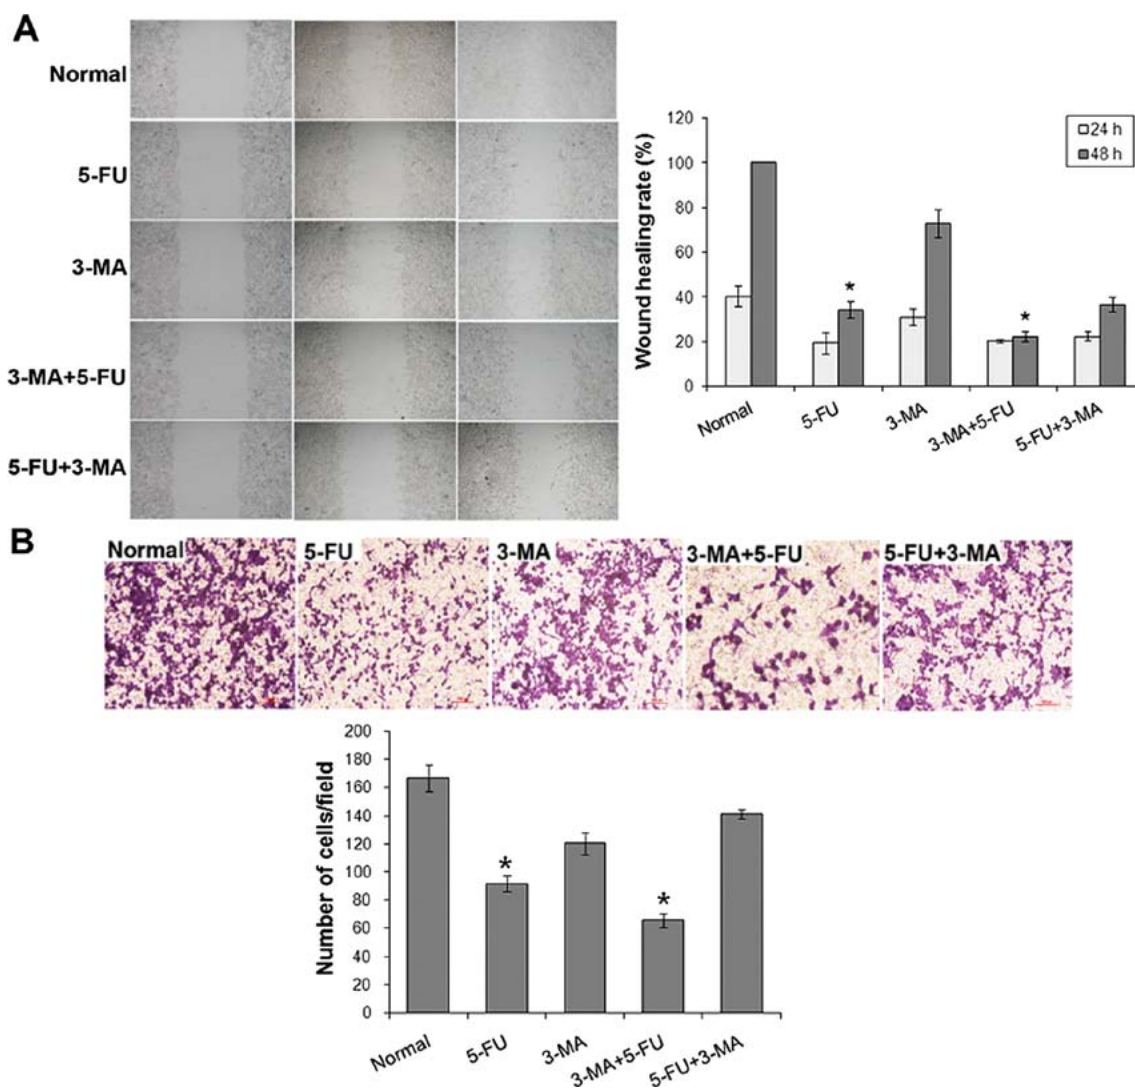 A
Normal
5-FU
3-MA
3-MA+5-FU
5-FU+3-MA
Wound healing rate (%)
120
100
80
60
40
20
0
24 h
48 h
*
*
Normal
5-FU
3-MA
3-MA+5-FU
5-FU+3-MA
B
Normal
5-FU
3-MA
3-MA+5-FU
5-FU+3-MA
Number of cells/field
200
180
160
140
120
100
80
60
40
20
0
*
*
Normal
5-FU
3-MA
3-MA+5-FU
5-FU+3-MA